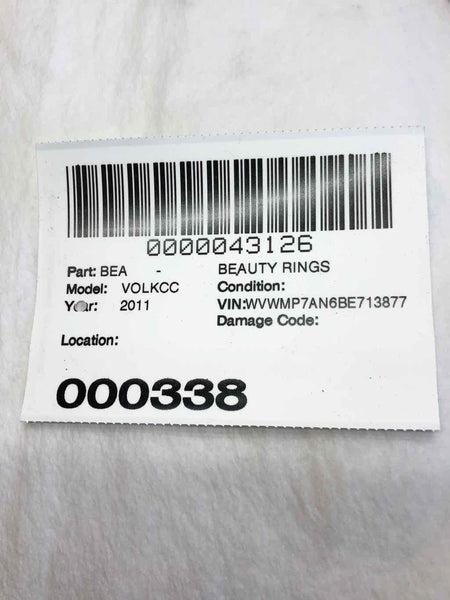 0000043126
Part: BEA - BEAUTY RINGS
Model: VOLKCC Condition:
Year: 2011 VIN:WVWMP7AN6BE713877
Damage Code:
Location:
000338